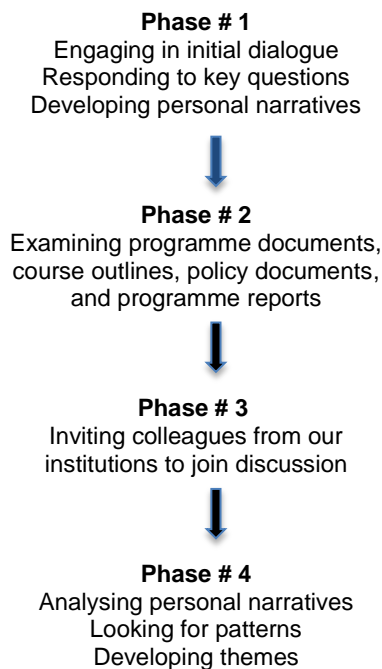 Phase # 1
Engaging in initial dialogue
Responding to key questions
Developing personal narratives
Phase # 2
Examining programme documents,
course outlines, policy documents,
and programme reports
Phase # 3
Inviting colleagues from our
institutions to join discussion
Phase # 4
Analysing personal narratives
Looking for patterns
Developing themes